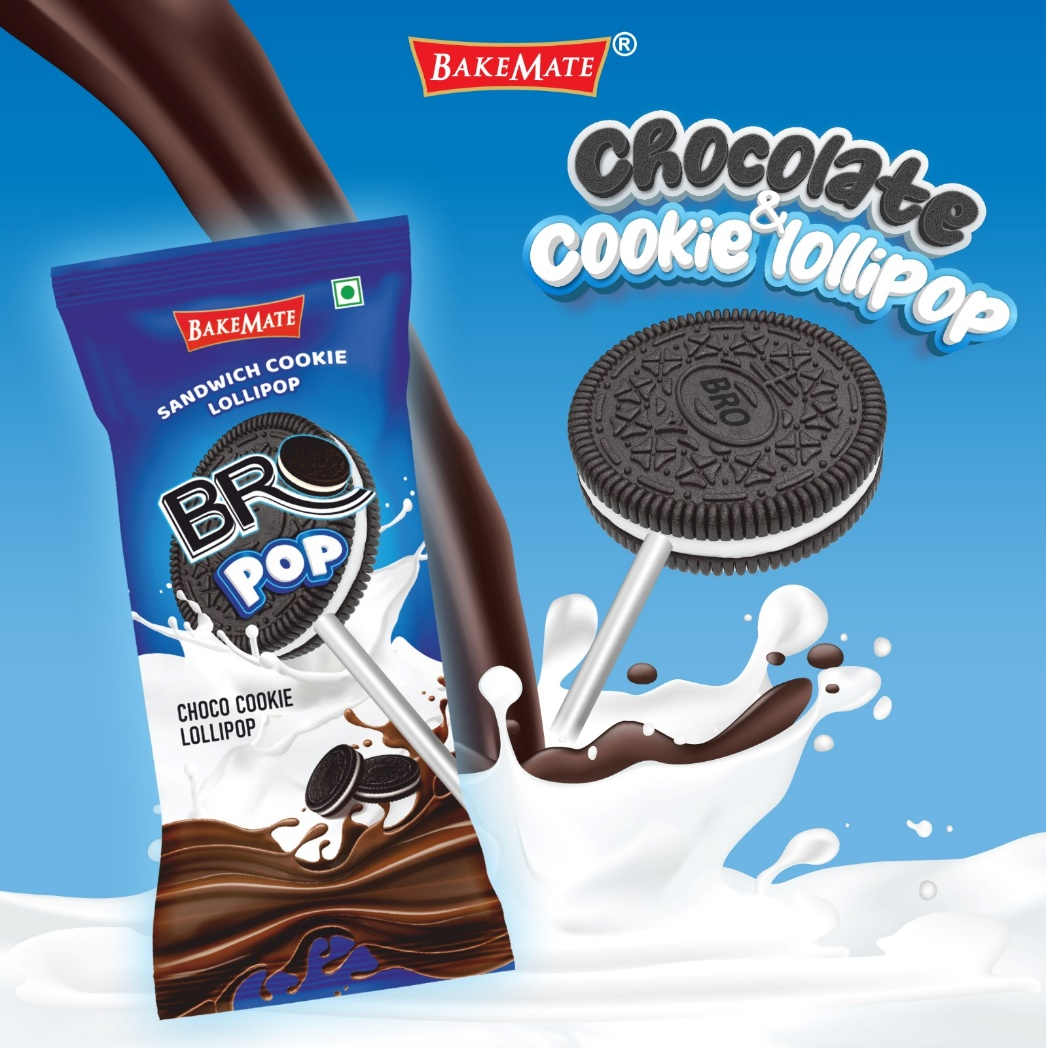 BAKEMATE®
Chocolate
&
Cookie lollipop
BRO
BAKEMATE
SANDWICH COOKIE
LOLLIPOP
BRO
POP
CHOCO COOKIE
LOLLIPOP